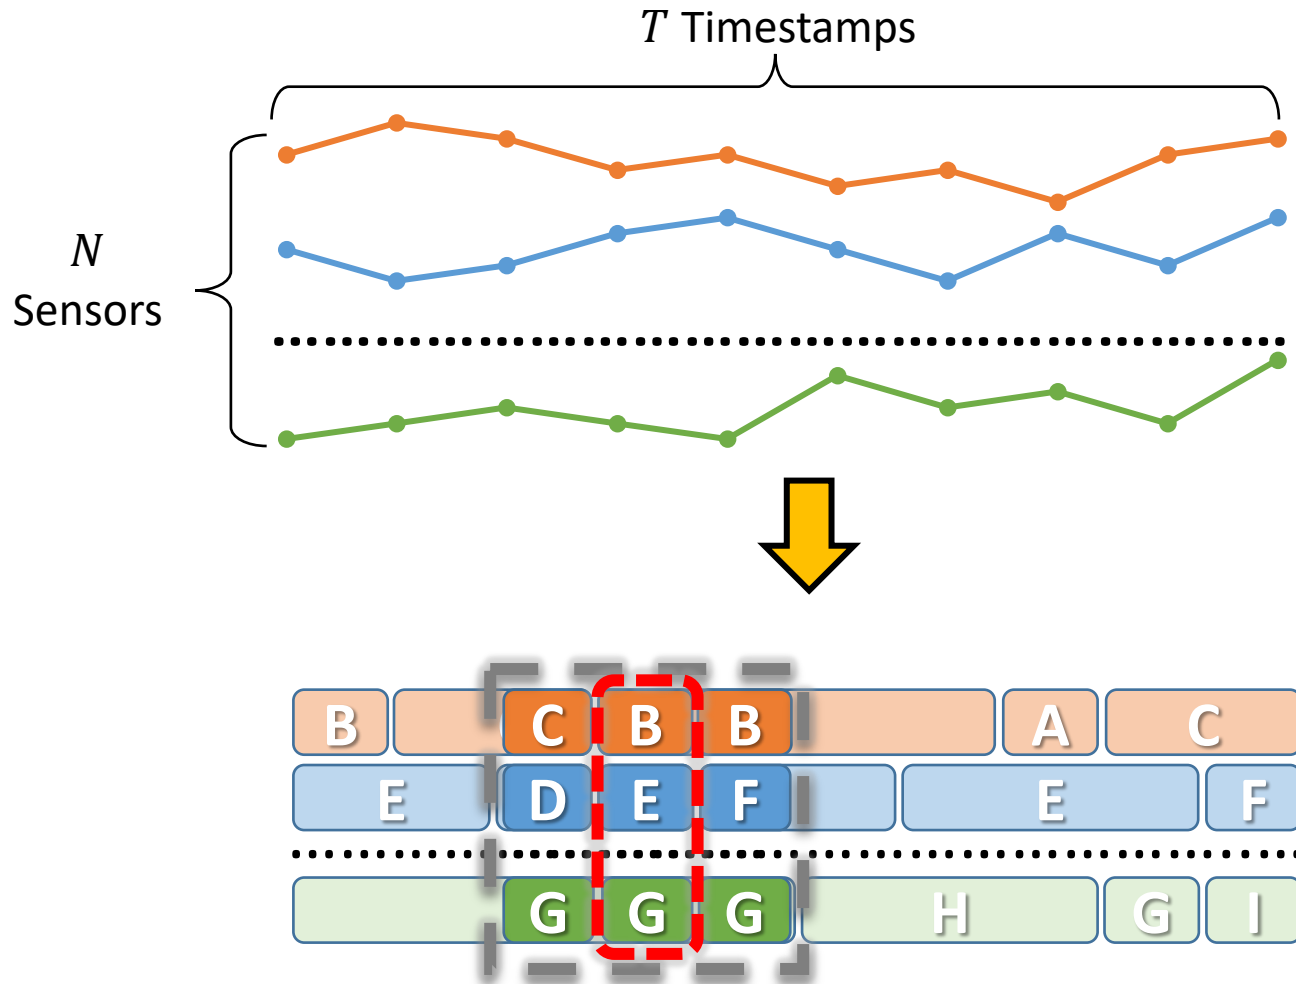 T Timestamps
N
Sensors
B C B B A C
E D E F E F
G G G H G I